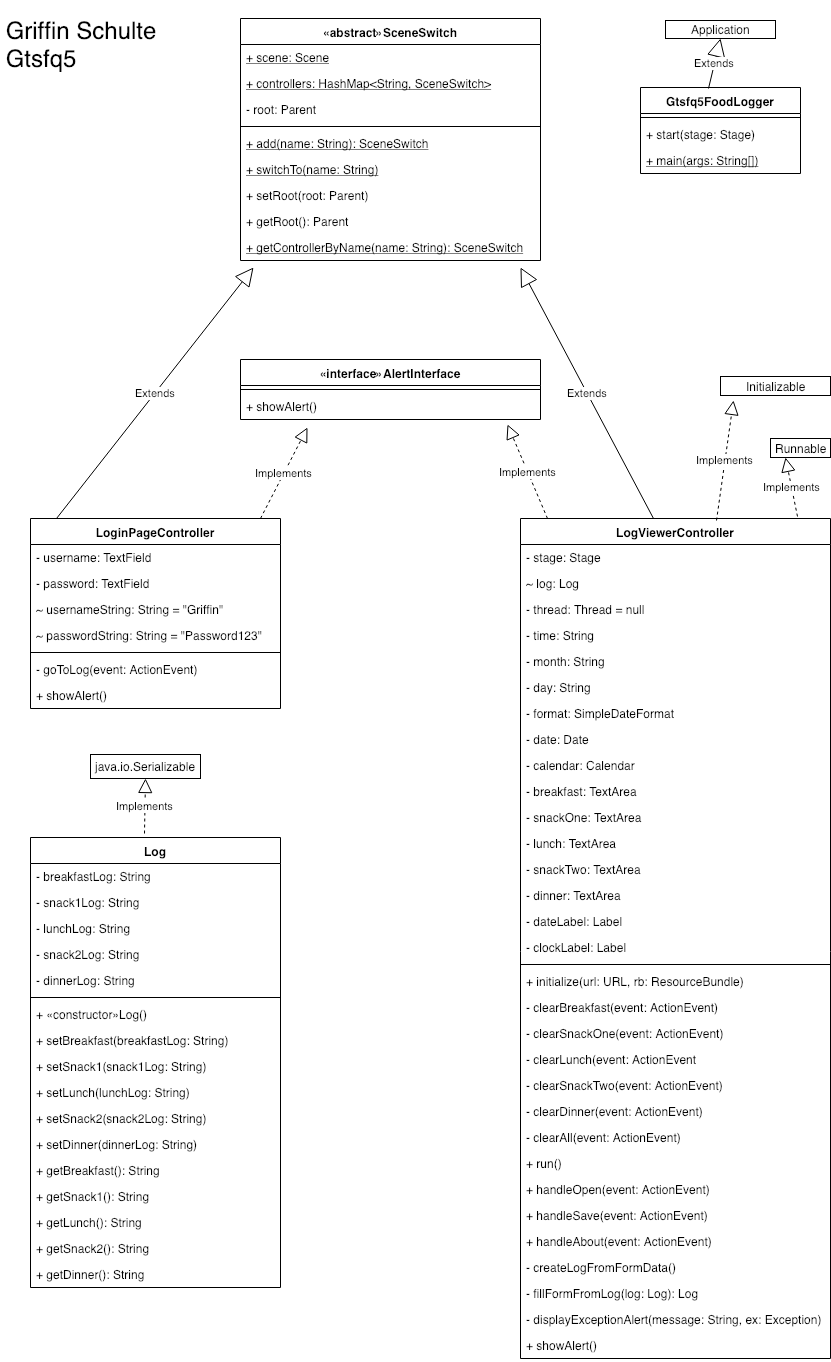 Griffin Schulte
Gtsfq5
«abstract» SceneSwitch
+ scene: Scene
+ controllers: HashMap<String, SceneSwitch>
- root: Parent
+ add(name: String): SceneSwitch
+ switchTo(name: String)
+ setRoot(root: Parent)
+ getRoot(): Parent
+ getControllerByName(name: String): SceneSwitch
Application
Extends
Gtsfq5FoodLogger
+ start(stage: Stage)
+ main(args: String[])
Extends
«interface» AlertInterface
+ showAlert()
Extends
Initializable
Runnable
Implements
Implements
Implements
Implements
LoginPageController
- username: TextField
- password: TextField
~ usernameString: String = "Griffin"
~ passwordString: String = "Password123"
- goToLog(event: ActionEvent)
+ showAlert()
java.io.Serializable
Implements
Log
- breakfastLog: String
- snack1Log: String
- lunchLog: String
- snack2Log: String
- dinnerLog: String
+ «constructor»Log()
+ setBreakfast(breakfastLog: String)
+ setSnack1(snack1Log: String)
+ setLunch(lunchLog: String)
+ setSnack2(snack2Log: String)
+ setDinner(dinnerLog: String)
+ getBreakfast(): String
+ getSnack1(): String
+ getLunch(): String
+ getSnack2(): String
+ getDinner(): String
LogViewerController
- stage: Stage
~ log: Log
- thread: Thread = null
- time: String
- month: String
- day: String
- format: SimpleDateFormat
- date: Date
- calendar: Calendar
- breakfast: TextArea
- snackOne: TextArea
- lunch: TextArea
- snackTwo: TextArea
- dinner: TextArea
- dateLabel: Label
- clockLabel: Label
+ initialize(url: URL, rb: ResourceBundle)
- clearBreakfast(event: ActionEvent)
- clearSnackOne(event: ActionEvent)
- clearLunch(event: ActionEvent
- clearSnackTwo(event: ActionEvent)
- clearDinner(event: ActionEvent)
- clearAll(event: ActionEvent)
+ run()
+ handleOpen(event: ActionEvent)
+ handleSave(event: ActionEvent)
+ handleAbout(event: ActionEvent)
- createLogFromFormData()
- fillFormFromLog(log: Log): Log
- displayExceptionAlert(message: String, ex: Exception)
+ showAlert()